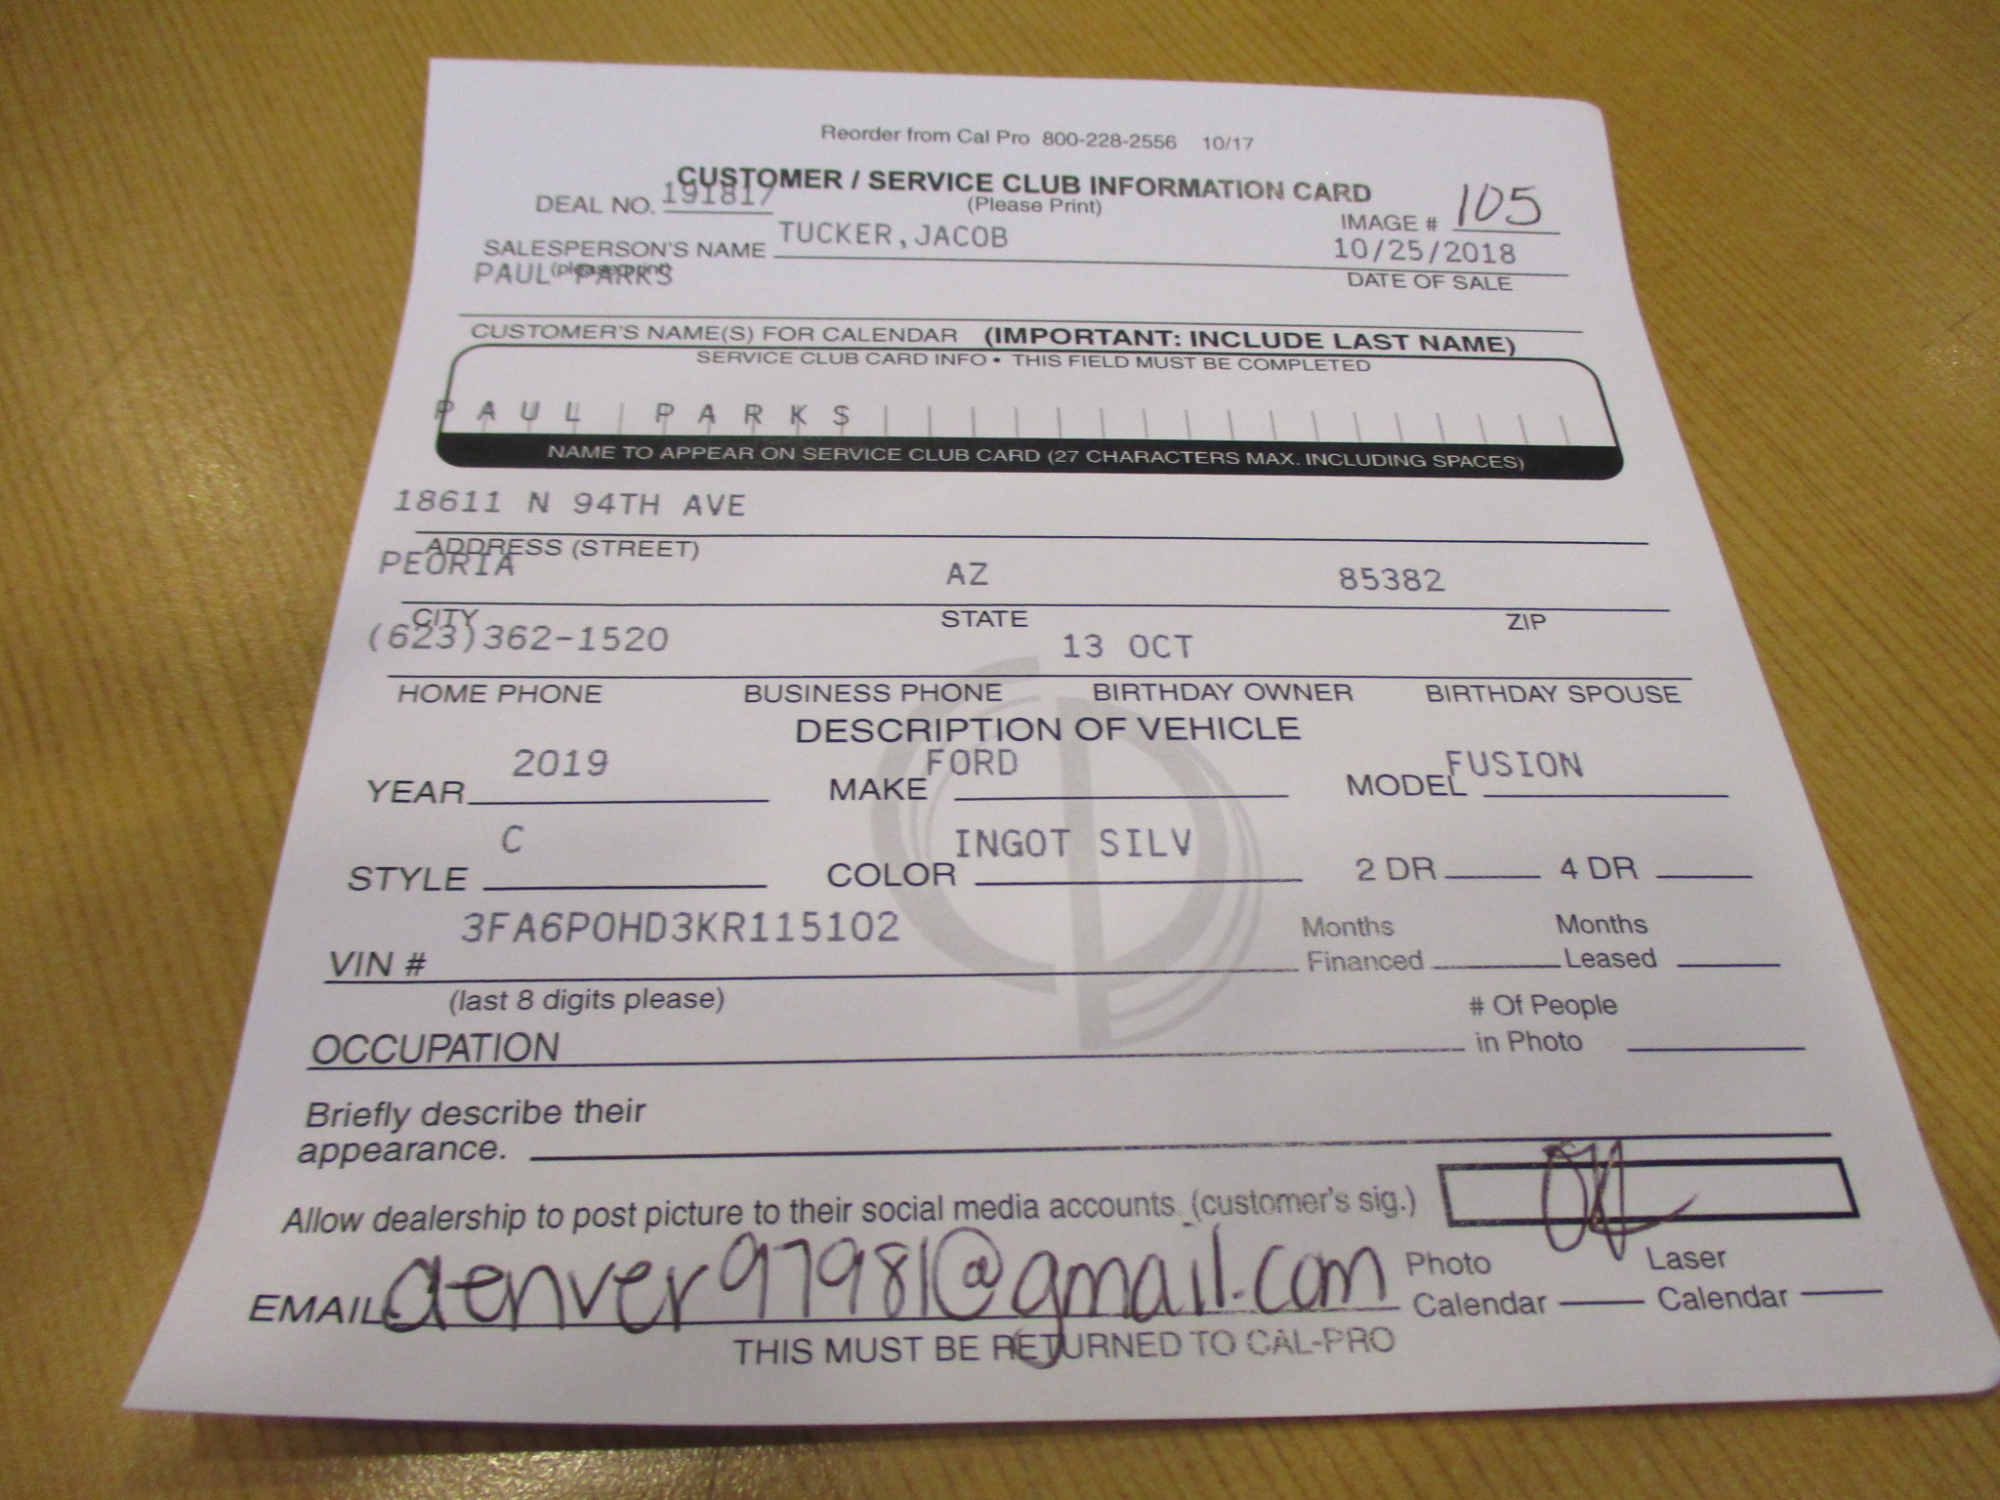 Reorder from Cal Pro 800-228-2556 10/17
CUSTOMER / SERVICE CLUB INFORMATION CARD
(Please Print)
DEAL NO. 191817
IMAGE # 105
SALESPERSON'S NAME TUCKER,JACOB 10/25/2018
(please print) DATE OF SALE
PAUL PARKS
CUSTOMER'S NAME(S) FOR CALENDAR (IMPORTANT: INCLUDE LAST NAME)
SERVICE CLUB CARD INFO • THIS FIELD MUST BE COMPLETED
PAUL PARKS
NAME TO APPEAR ON SERVICE CLUB CARD (27 CHARACTERS MAX. INCLUDING SPACES)
18611 N 94TH AVE
ADDRESS (STREET)
PEORIA AZ 85382
CITY STATE ZIP
(623)362-1520 13 OCT
HOME PHONE BUSINESS PHONE BIRTHDAY OWNER BIRTHDAY SPOUSE
DESCRIPTION OF VEHICLE
YEAR 2019 MAKE FORD MODEL FUSION
STYLE C COLOR INGOT SILV 2 DR 4 DR
VIN # 3FA6P0HD3KR115102 Months Financed Months Leased
(last 8 digits please)
OCCUPATION # Of People in Photo
Briefly describe their
appearance.
Allow dealership to post picture to their social media accounts. (customer's sig.)
EMAIL denver97981@gmail.com Photo Calendar Laser Calendar
THIS MUST BE RETURNED TO CAL-PRO